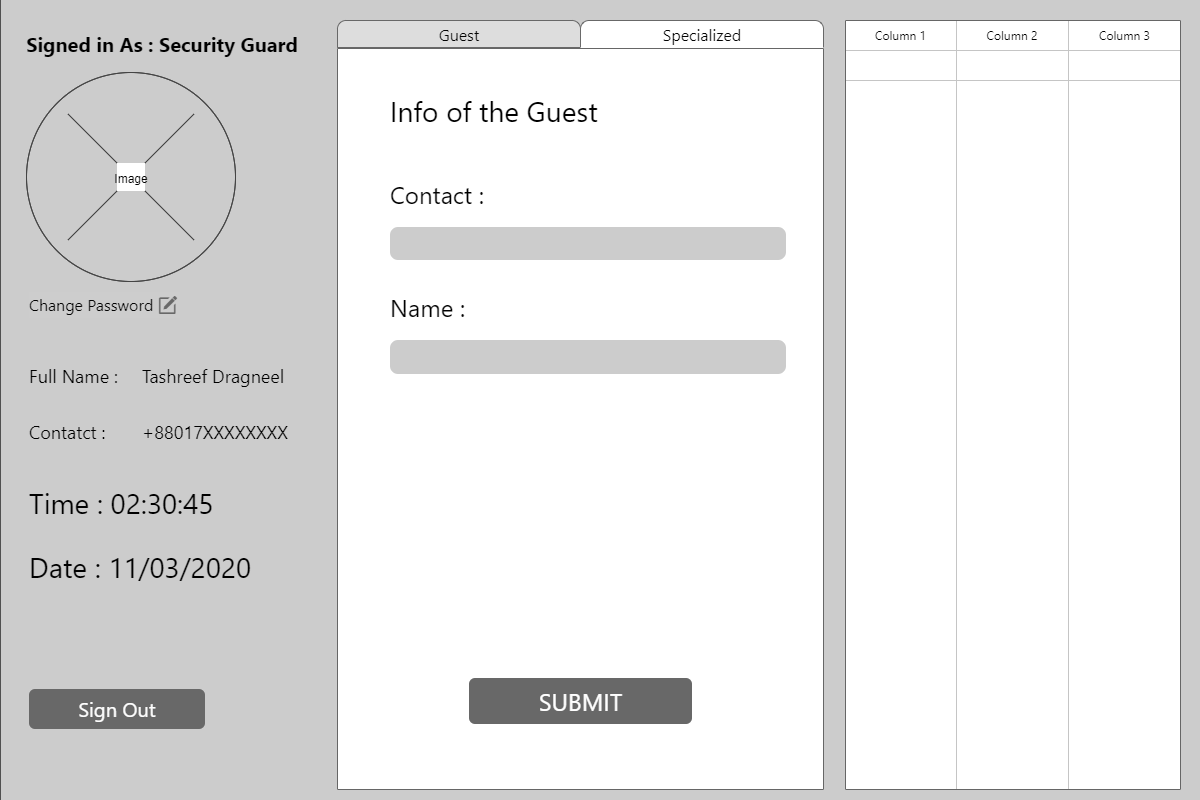 Signed in As : Security Guard
Image
Change Password
Full Name : Tashreef Dragneel
Contatct : +88017XXXXXXXX
Time : 02:30:45
Date : 11/03/2020
Sign Out
Guest Specialized
Info of the Guest
Contact :
Name :
SUBMIT
Column 1 Column 2 Column 3